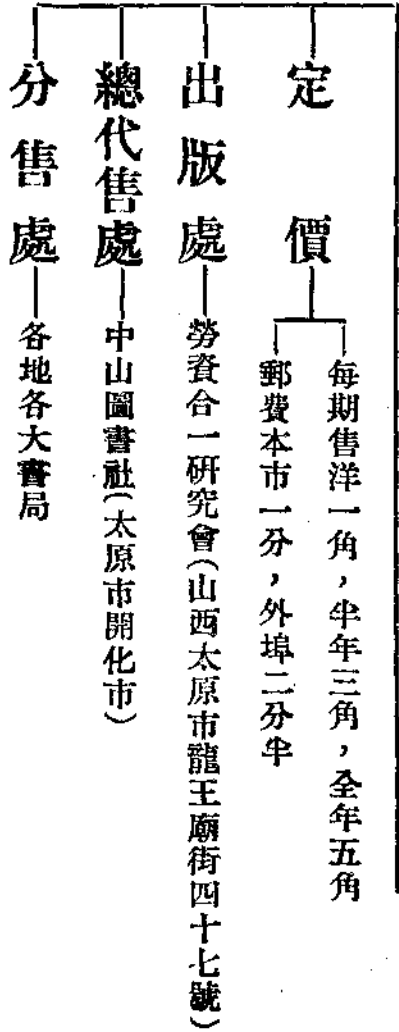 定價
每期售洋一角，半年三角，全年五角
郵費本市一分，外埠二分半
出版處
勞資合一研究會（山西太原市龍王廟街四十七號）
總代售處
中山圖書社（太原市開化市）
分售處
各地各大書局